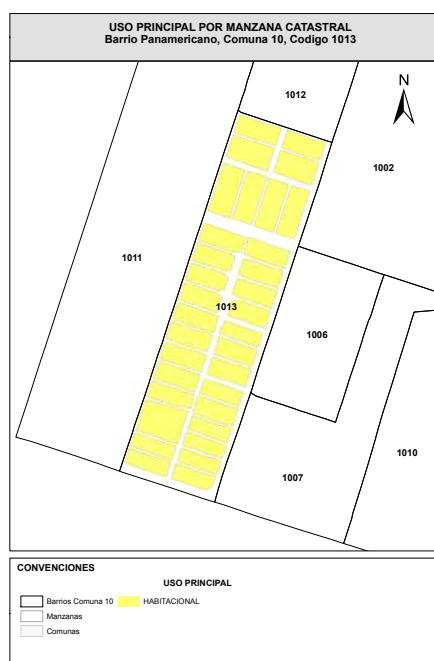 USO PRINCIPAL POR MANZANA CATASTRAL
Barrio Panamericano, Comuna 10, Codigo 1013
N
1012
1002
1011
1013
1006
1007
1010
CONVENCIONES
USO PRINCIPAL
Barrios Comuna 10
HABITACIONAL
Manzanas
Comunas